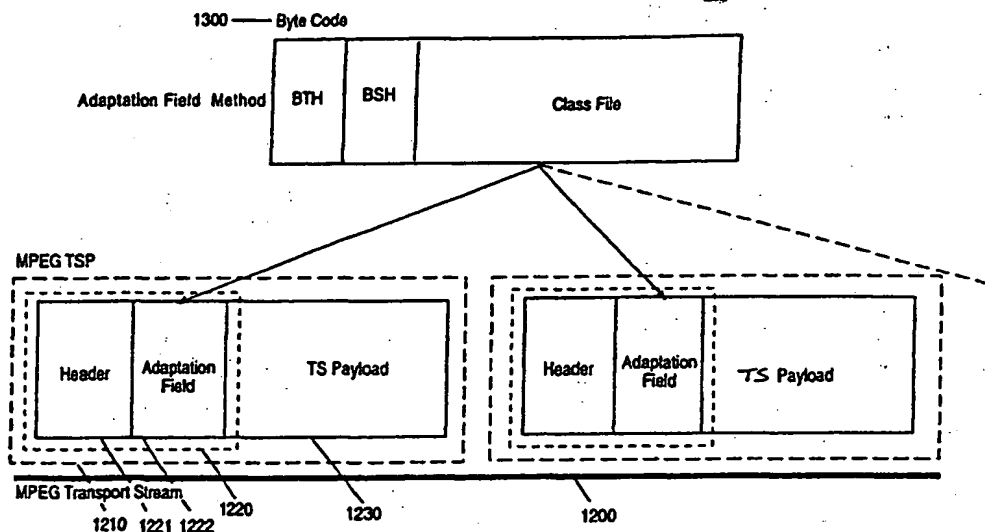 1300 Byte Code
Adaptation Field Method
BTH
BSH
Class File
MPEG TSP
Header
Adaptation
Field
TS Payload
Header
Adaptation
Field
TS Payload
MPEG Transport Stream
1210 1221 1222 1220 1230 1200